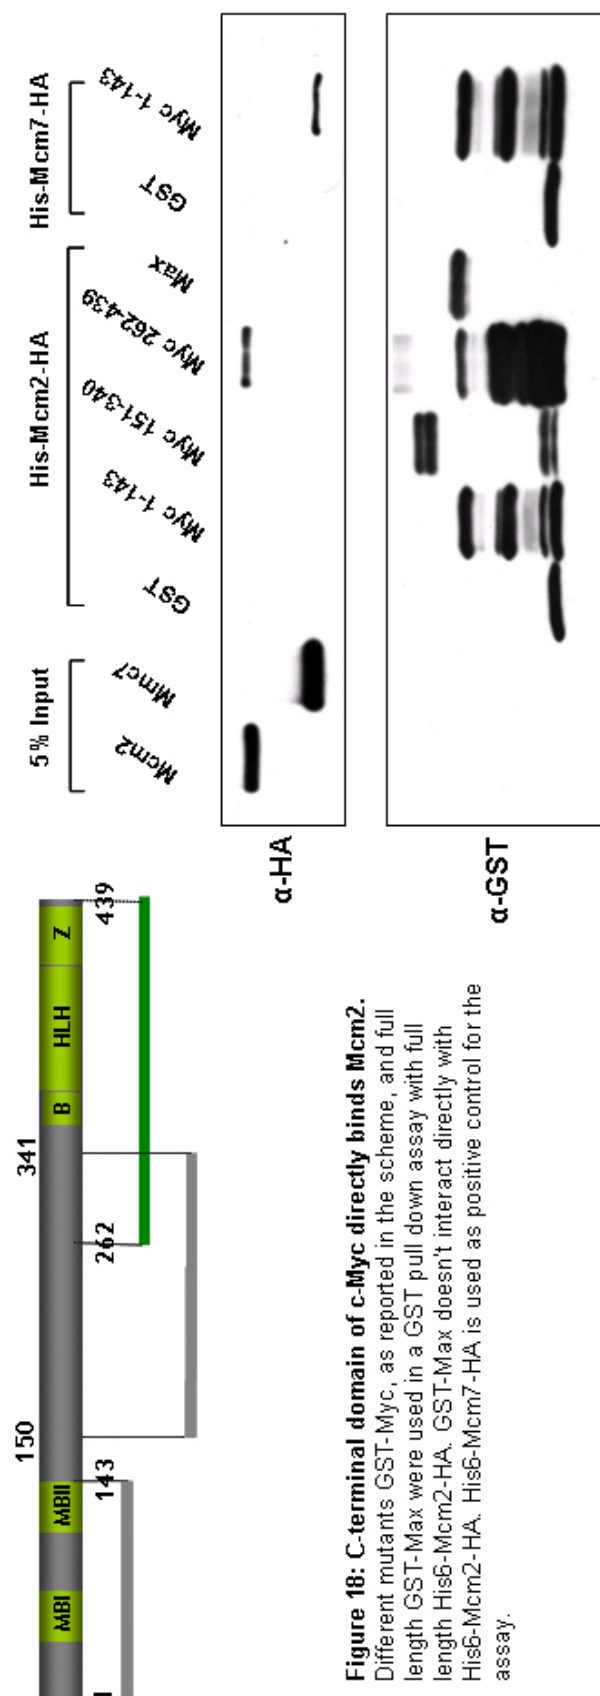 MBI
MBII
B
HLH
Z
150
341
143
262
439
5% Input
His-Mcm2-HA
His-Mcm7-HA
Mcm2
Mmc7
GST
Myc 1-143
Myc 151-340
Myc 262-439
Max
GST
Myc 1-143
α-HA
α-GST
Figure 18: C-terminal domain of c-Myc directly binds Mcm2.
Different mutants GST-Myc, as reported in the scheme, and full
length GST-Max were used in a GST pull down assay with full
length His6-Mcm2-HA. GST-Max doesn't interact directly with
His6-Mcm2-HA. His6-Mcm7-HA is used as positive control for the
assay.